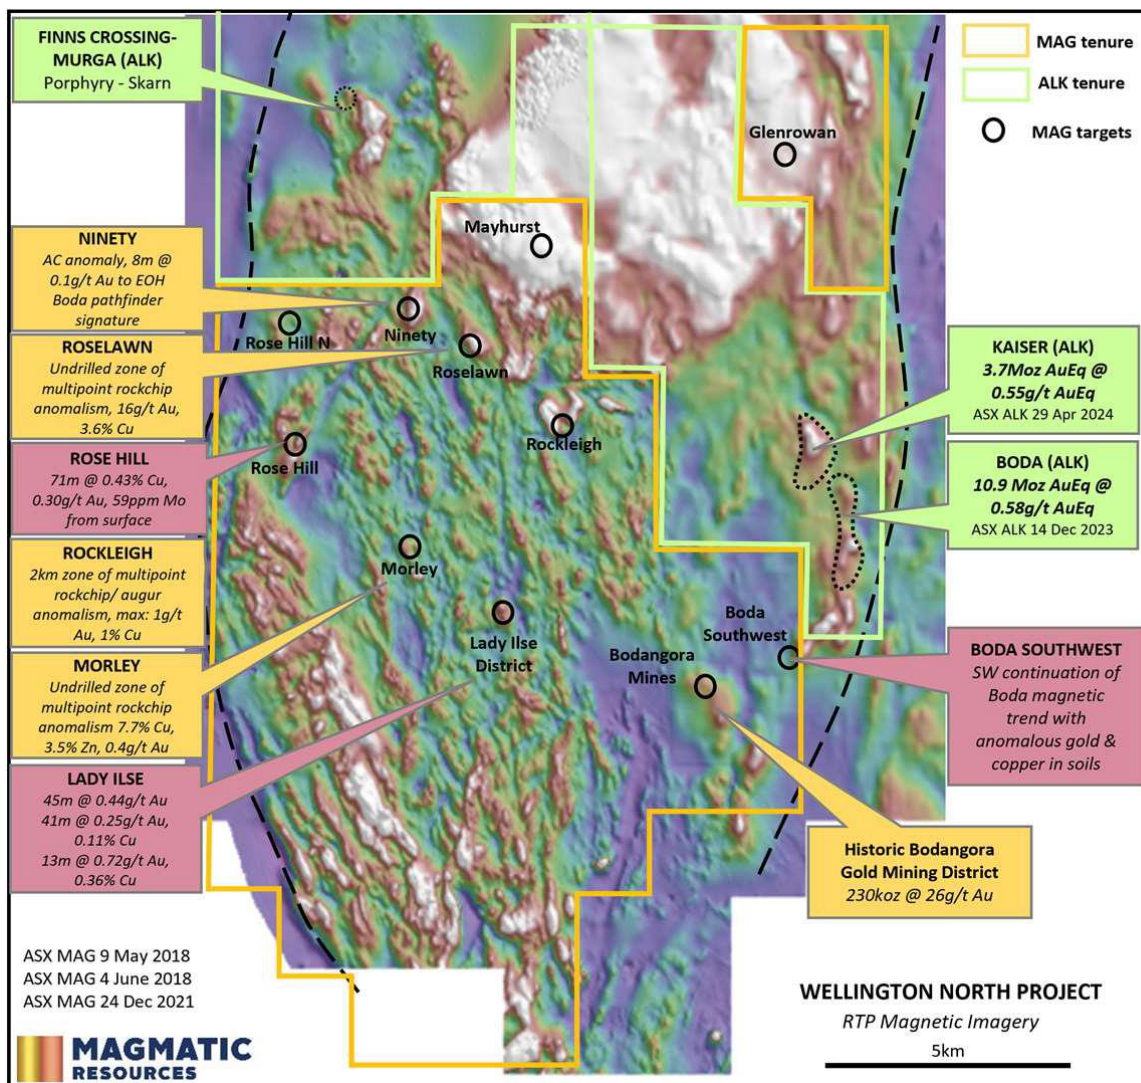 FINNS CROSSING-
MURGA (ALK)
Porphyry - Skarn
NINETY
AC anomaly, 8m @
0.1g/t Au to EOH
Boda pathfinder
signature
ROSELAWN
Undrilled zone of
multipoint rockchip
anomalism, 16g/t Au,
3.6% Cu
ROSE HILL
71m @ 0.43% Cu,
0.30g/t Au, 59ppm Mo
from surface
ROCKLEIGH
2km zone of multipoint
rockchip/ augur
anomalism, max: 1g/t
Au, 1% Cu
MORLEY
Undrilled zone of
multipoint rockchip
anomalism 7.7% Cu,
3.5% Zn, 0.4g/t Au
LADY ILSE
45m @ 0.44g/t Au
41m @ 0.25g/t Au,
0.11% Cu
13m @ 0.72g/t Au,
0.36% Cu
ASX MAG 9 May 2018
ASX MAG 4 June 2018
ASX MAG 24 Dec 2021
MAGMATIC
RESOURCES
Glenrowan
Mayhurst
Rose Hill N
Ninety
Roselawn
Rockleigh
Rose Hill
Morley
Lady Ilse
District
Boda
Southwest
Bodangora
Mines
MAG tenure
ALK tenure
MAG targets
KAISER (ALK)
3.7Moz AuEq @
0.55g/t AuEq
ASX ALK 29 Apr 2024
BODA (ALK)
10.9 Moz AuEq @
0.58g/t AuEq
ASX ALK 14 Dec 2023
BODA SOUTHWEST
SW continuation of
Boda magnetic
trend with
anomalous gold &
copper in soils
Historic Bodangora
Gold Mining District
230koz @ 26g/t Au
WELLINGTON NORTH PROJECT
RTP Magnetic Imagery
5km